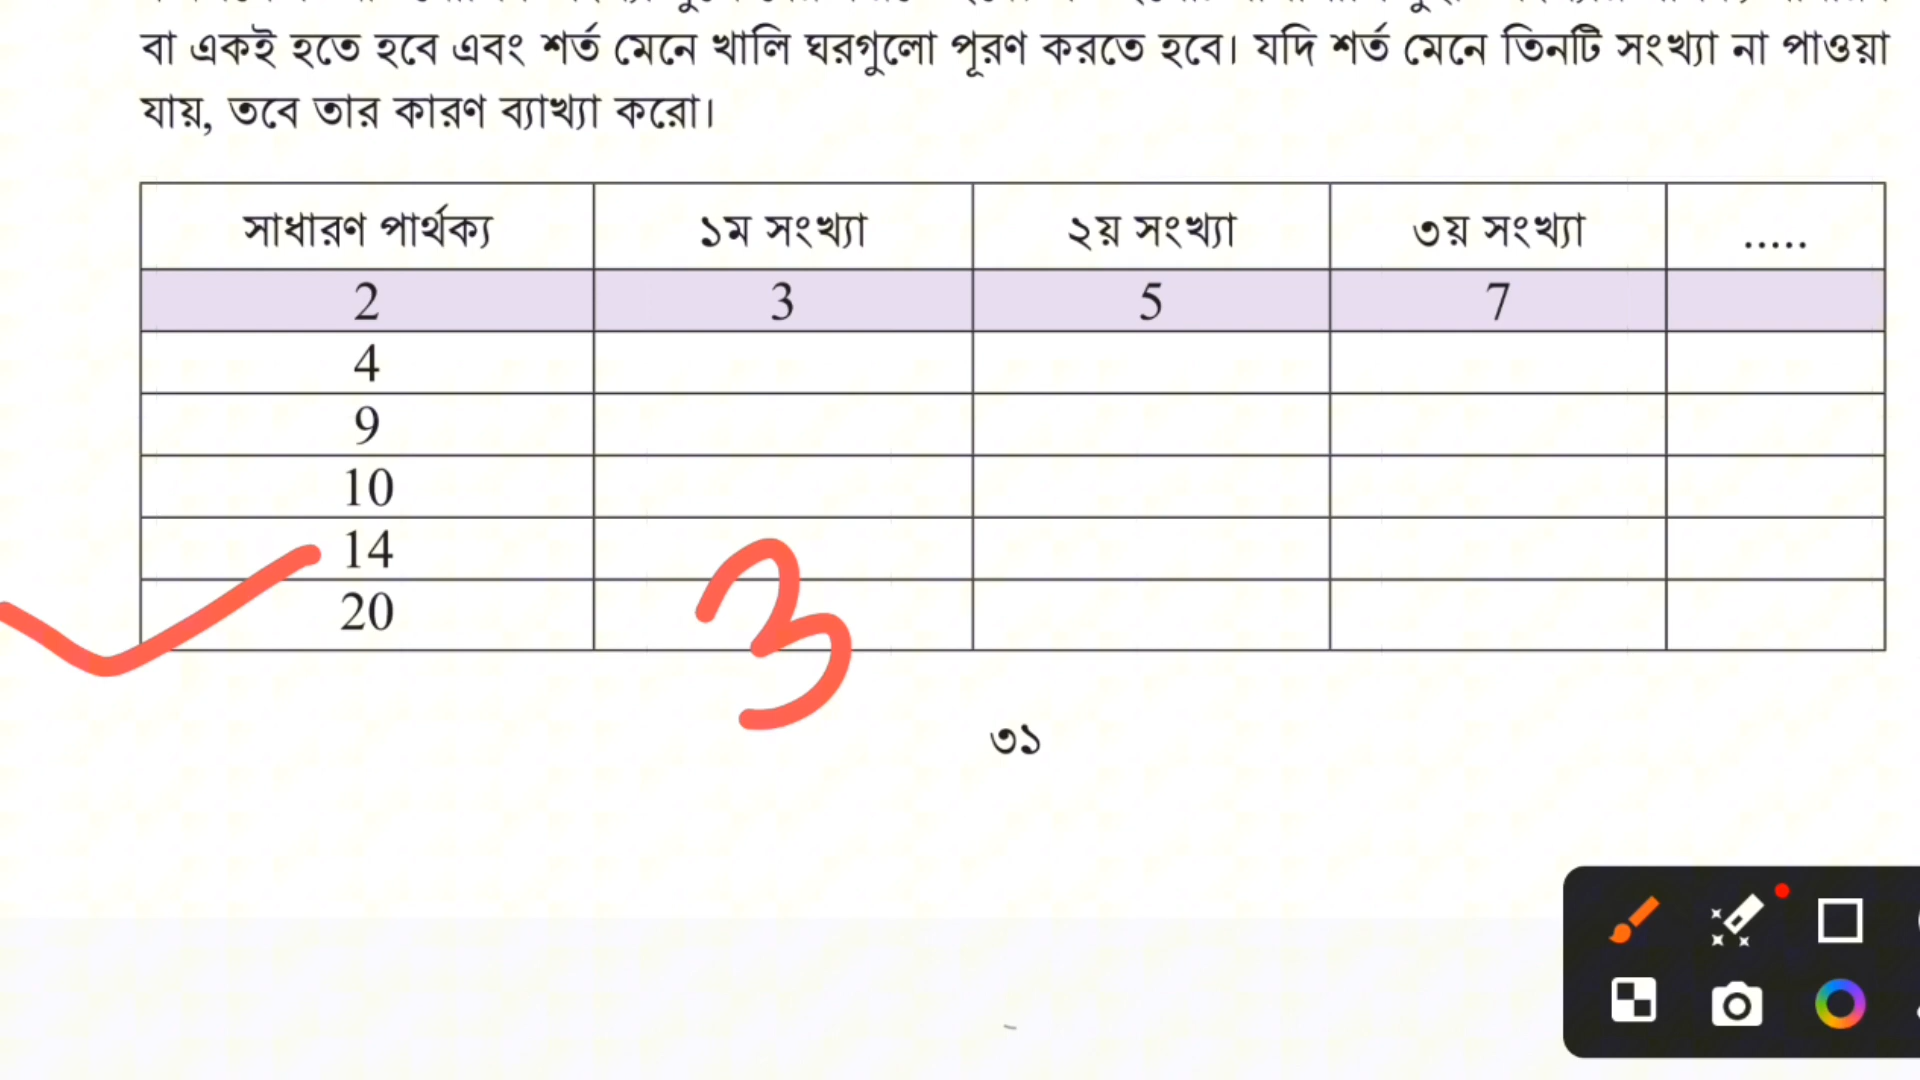 বা একই হতে হবে এবং শর্ত মেনে খালি ঘরগুলো পূরণ করতে হবে। যদি শর্ত মেনে তিনটি সংখ্যা না পাওয়া
যায়, তবে তার কারণ ব্যাখ্যা করো।
সাধারণ পার্থক্য ১ম সংখ্যা ২য় সংখ্যা ৩য় সংখ্যা .....
2 3 5 7
4
9
10
14
20 3
৩১